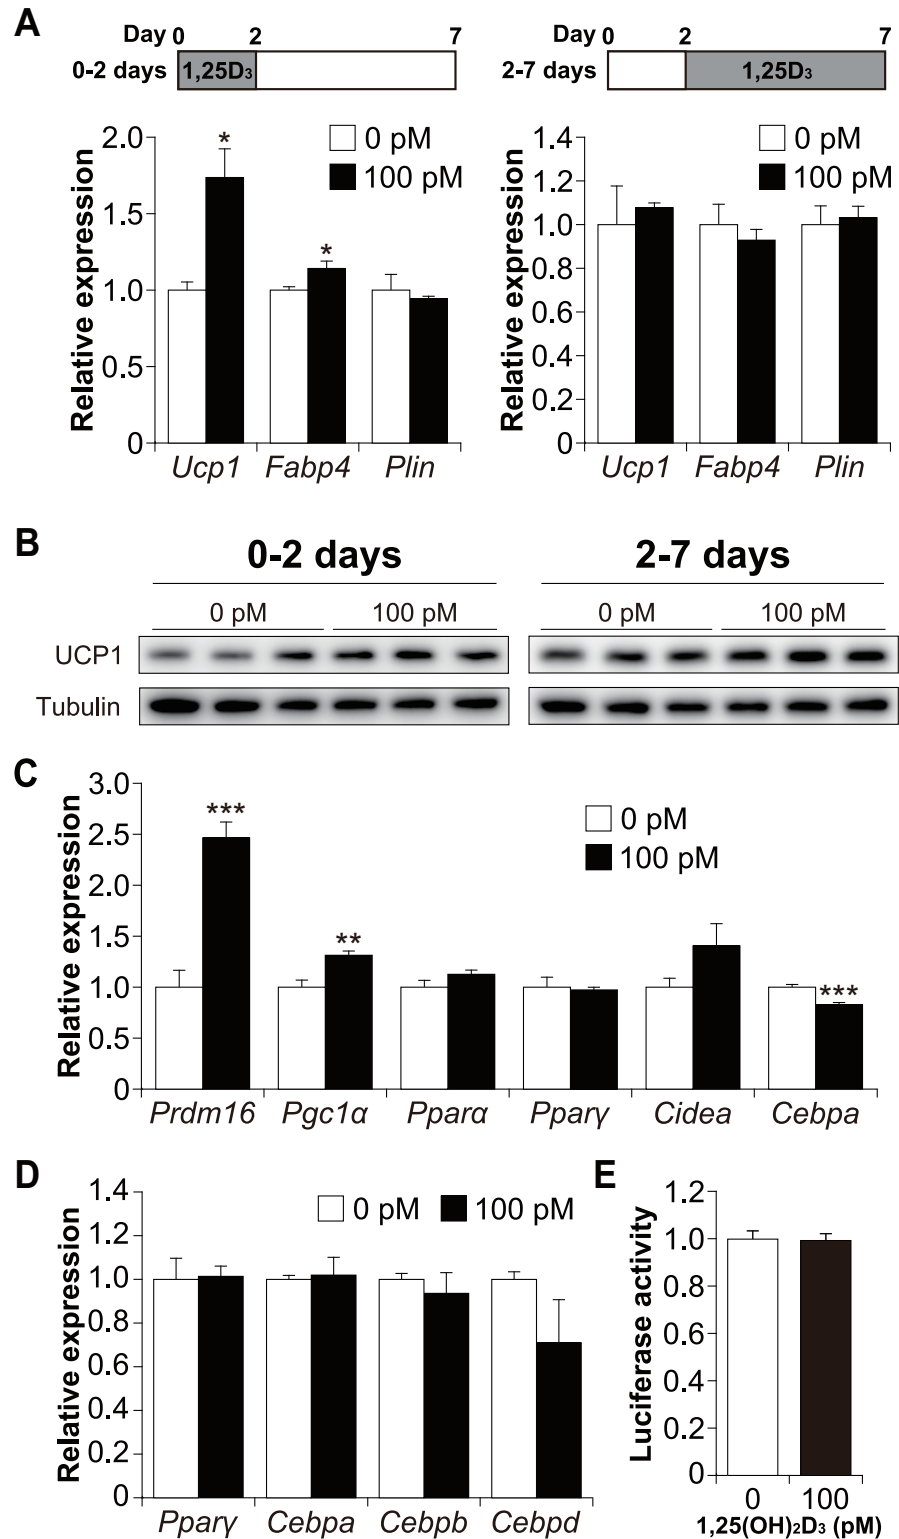 A
Day 0 2 7
0-2 days 1,25D₃
2.0
1.5
1.0
0.5
0
Relative expression
0 pM
100 pM
*
*
Ucp1 Fabp4 Plin
Day 0 2 7
2-7 days 1,25D₃
1.4
1.2
1.0
0.8
0.6
0.4
0.2
0
Relative expression
0 pM
100 pM
Ucp1 Fabp4 Plin
B
0-2 days 2-7 days
0 pM 100 pM 0 pM 100 pM
UCP1
Tubulin
C
3.0
2.5
2.0
1.5
1.0
0.5
0
Relative expression
0 pM
100 pM
***
**
***
Prdm16 Pgc1α Pparα Pparγ Cidea Cebpa
D
1.4
1.2
1.0
0.8
0.6
0.4
0.2
0
Relative expression
0 pM 100 pM
Pparγ Cebpa Cebpb Cebpd
E
1.2
1.0
0.8
0.6
0.4
0.2
0
Luciferase activity
0 100
1,25(OH)₂D₃ (pM)